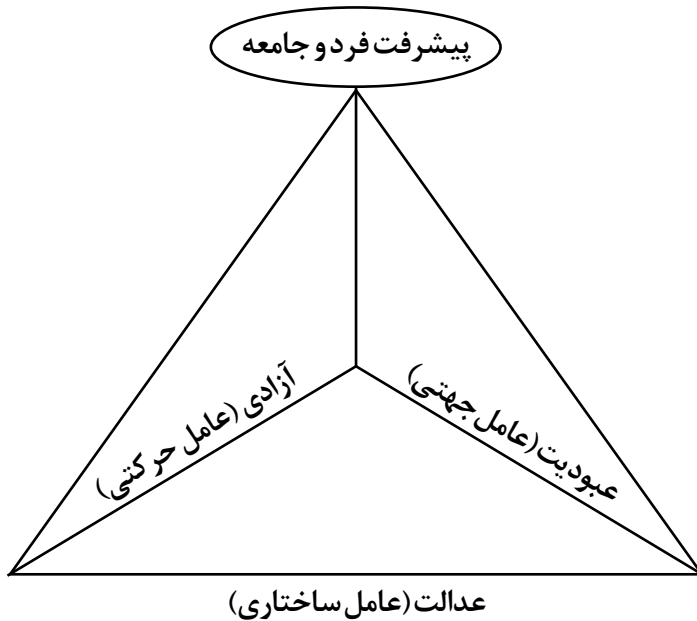 پیشرفت فرد و جامعه
آزادی (عامل حرکتی)
عبودیت (عامل جهتی)
عدالت (عامل ساختاری)